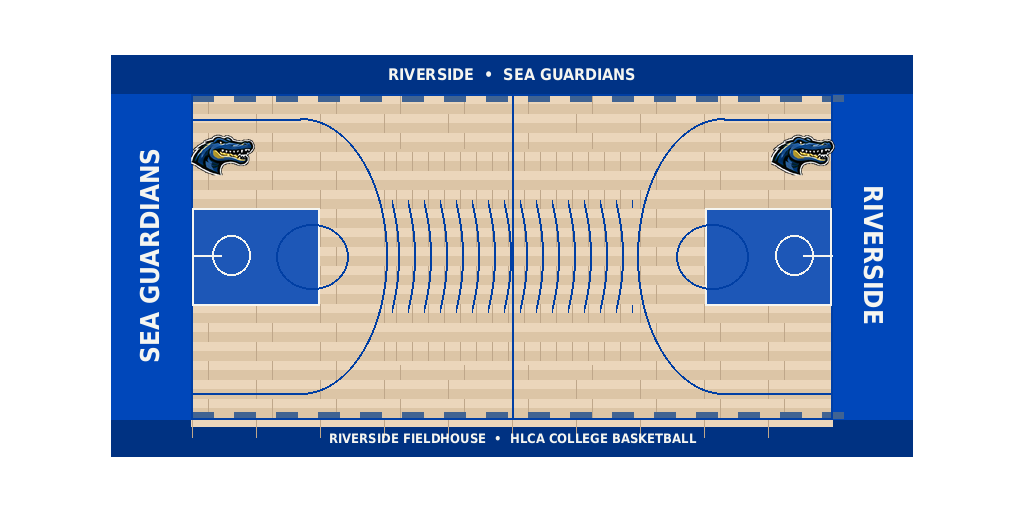 RIVERSIDE • SEA GUARDIANS
SEA GUARDIANS
RIVERSIDE
RIVERSIDE FIELDHOUSE • HLCA COLLEGE BASKETBALL